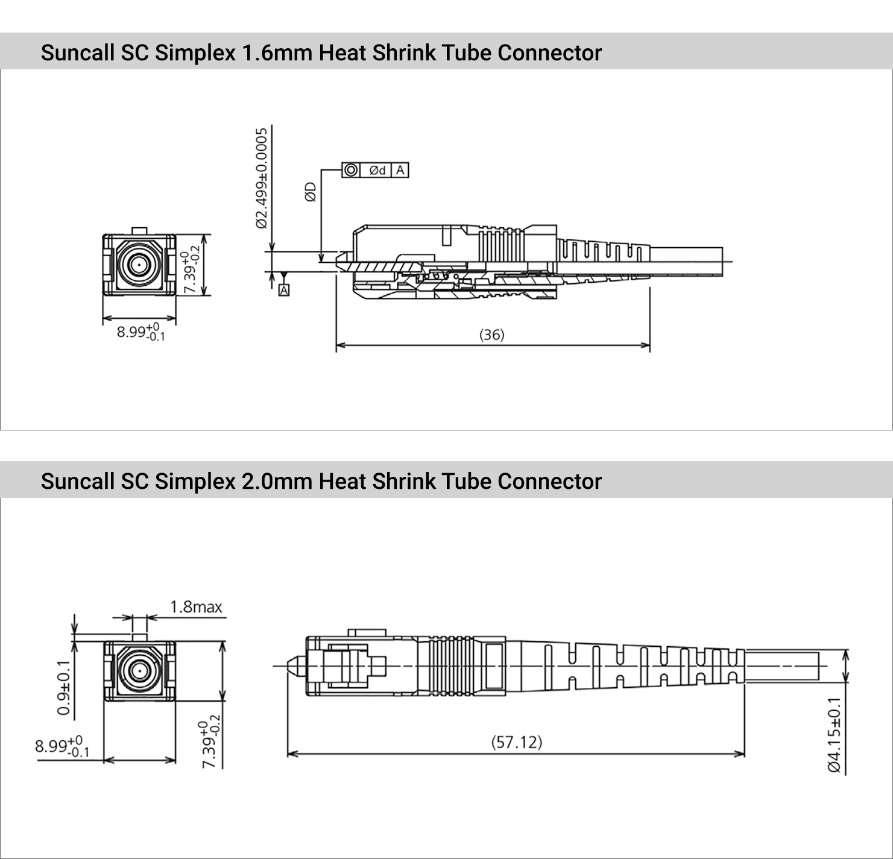 Suncall SC Simplex 1.6mm Heat Shrink Tube Connector
Ø2.499±0.0005
ØD
Ød A
7.39+0 -0.2
A
8.99+0 -0.1
(36)
Suncall SC Simplex 2.0mm Heat Shrink Tube Connector
1.8max
0.9±0.1
8.99+0 -0.1
7.39+0 -0.2
(57.12)
Ø4.15±0.1